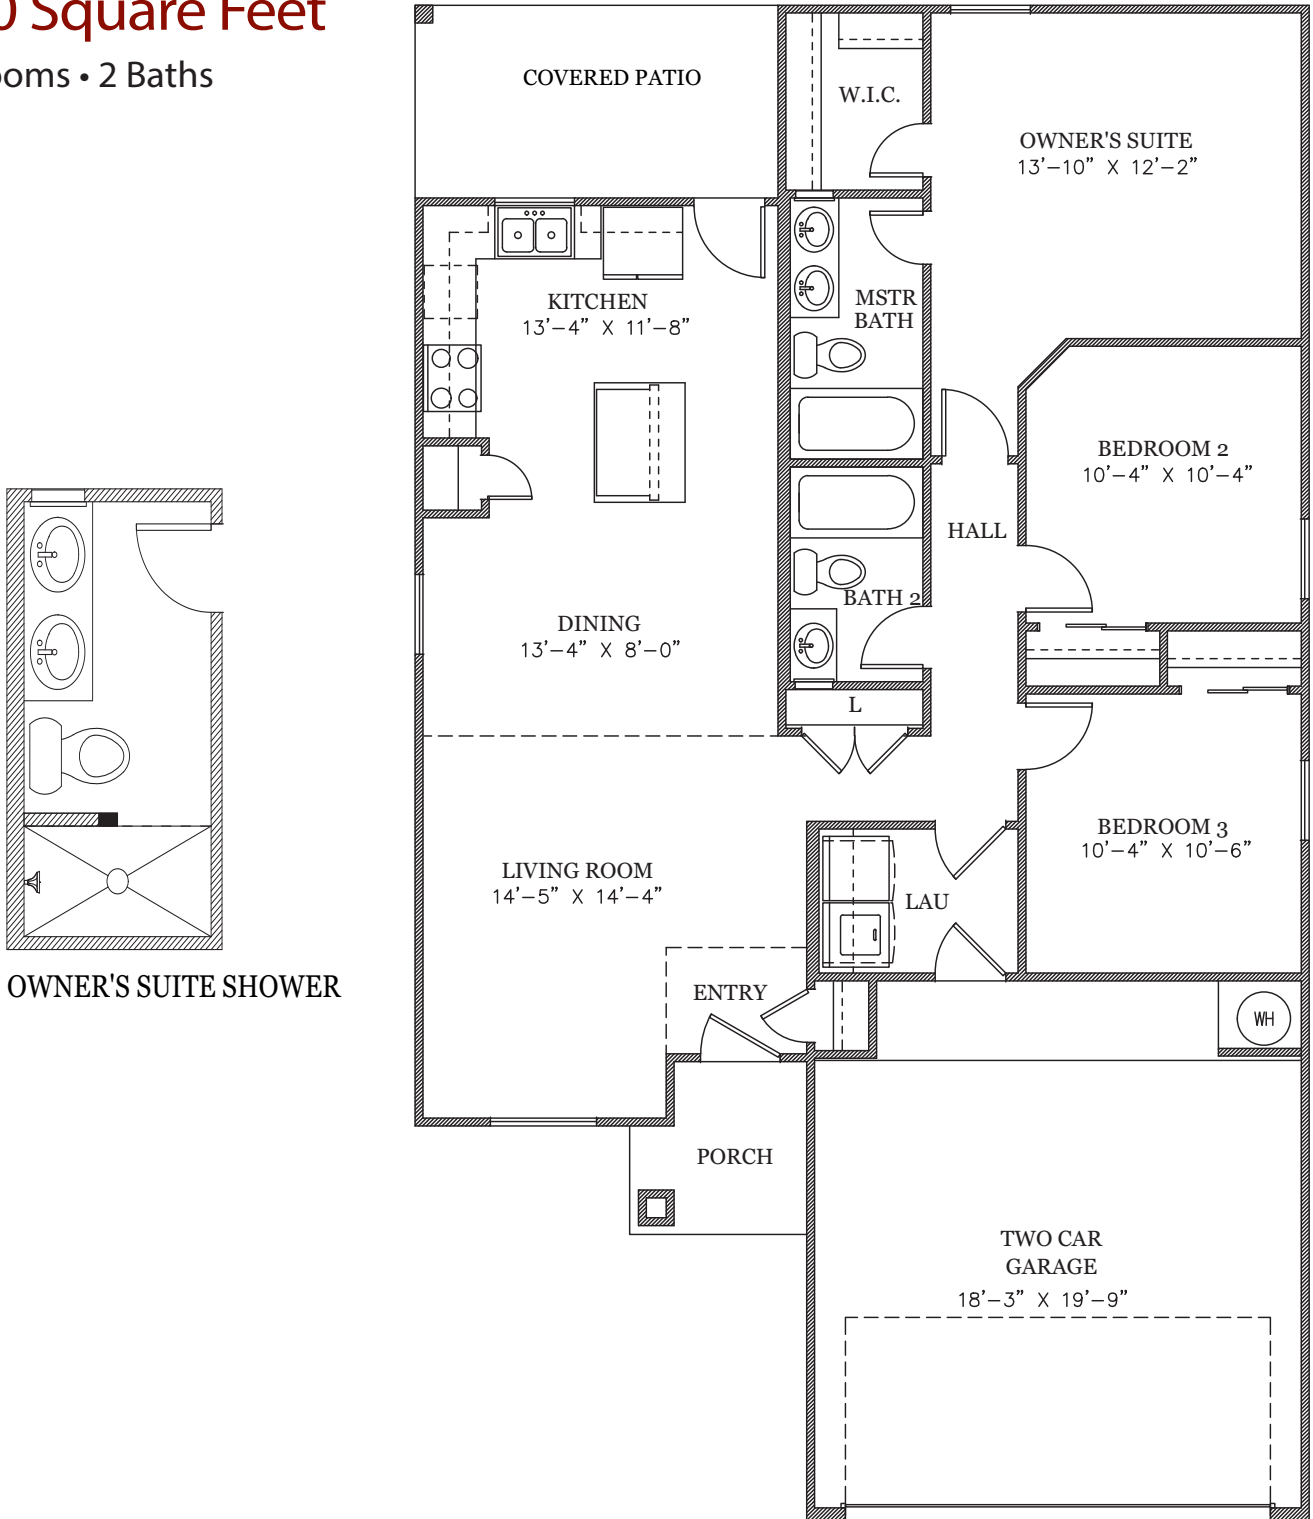 0 Square Feet
ooms • 2 Baths
COVERED PATIO
W.I.C.
OWNER'S SUITE
13'-10" X 12'-2"
KITCHEN
13'-4" X 11'-8"
MSTR
BATH
BEDROOM 2
10'-4" X 10'-4"
HALL
BATH 2
DINING
13'-4" X 8'-0"
L
BEDROOM 3
10'-4" X 10'-6"
LIVING ROOM
14'-5" X 14'-4"
LAU
OWNER'S SUITE SHOWER
ENTRY
WH
PORCH
TWO CAR
GARAGE
18'-3" X 19'-9"